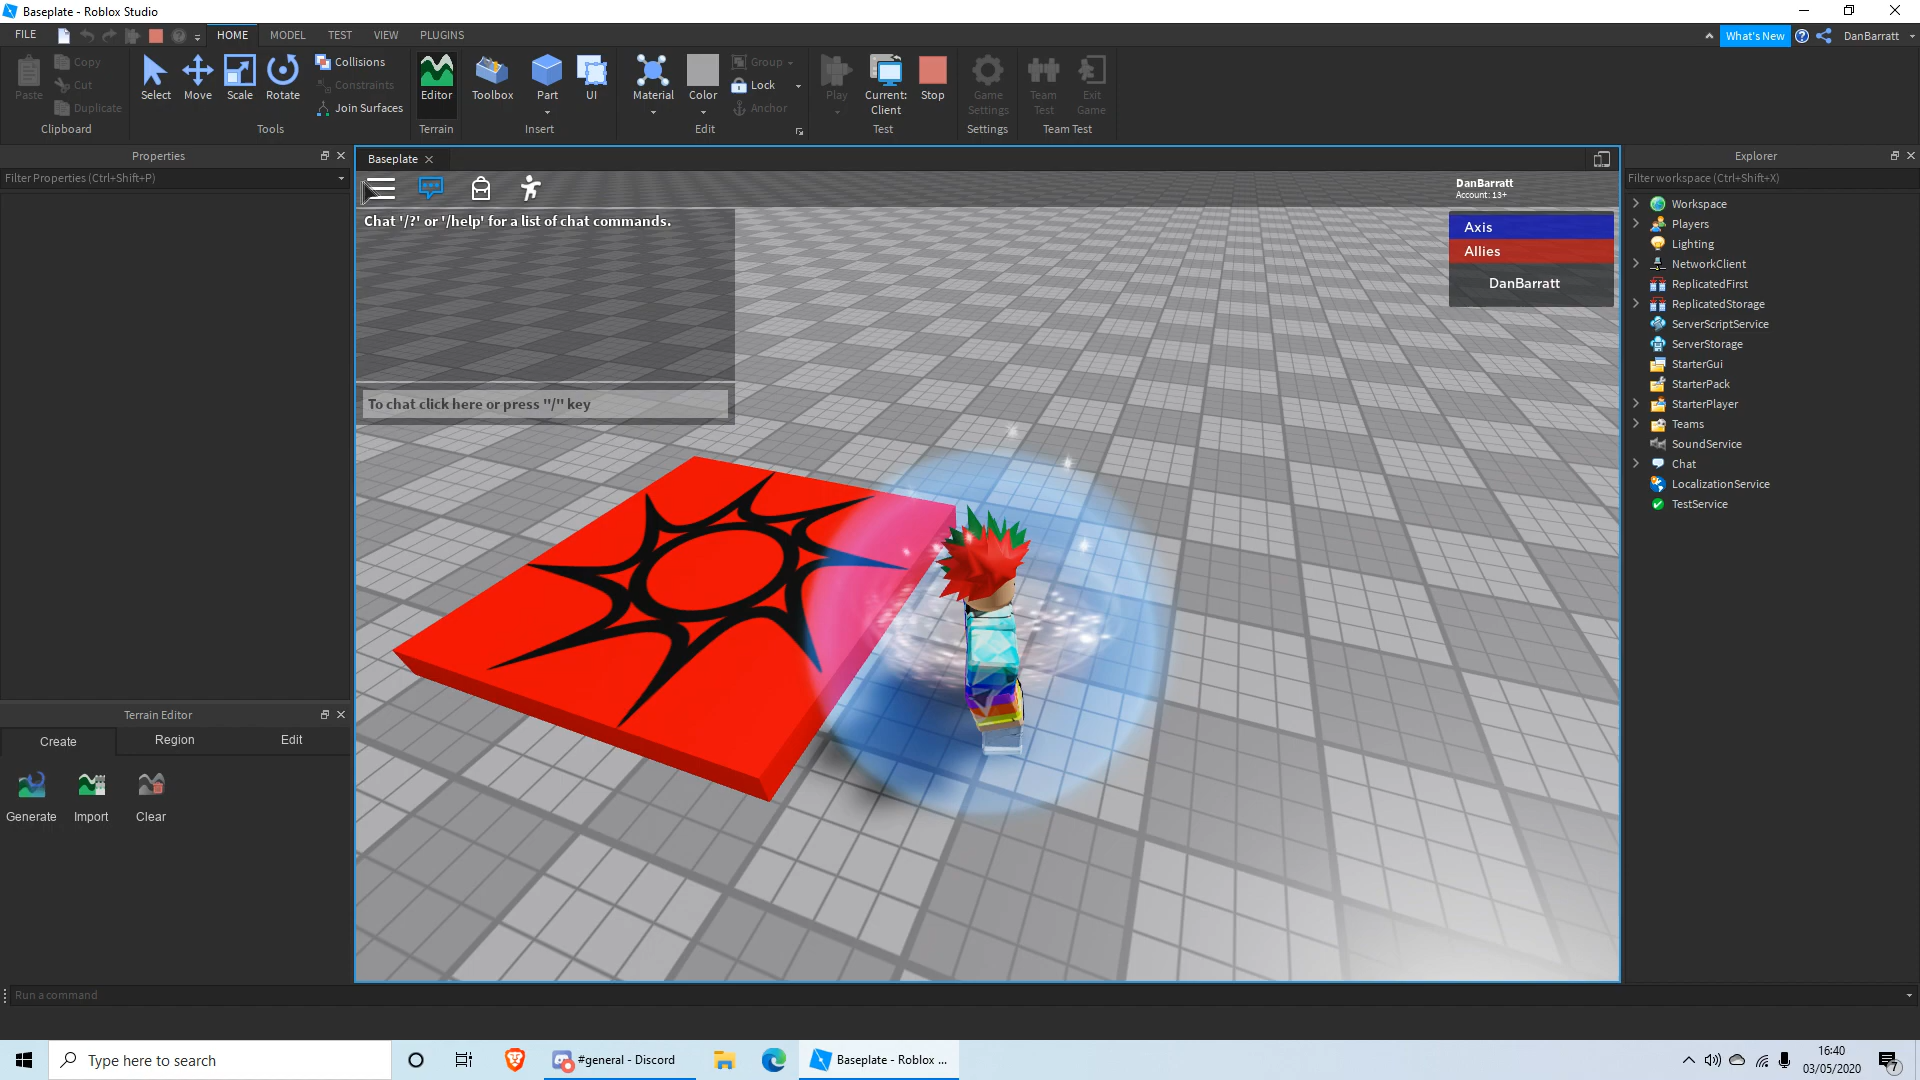 Baseplate - Roblox Studio
FILE
HOME
MODEL
TEST
VIEW
PLUGINS
What's New
DanBarratt
Paste
Copy
Cut
Duplicate
Clipboard
Select
Move
Scale
Rotate
Collisions
Constraints
Join Surfaces
Tools
Editor
Terrain
Toolbox
Part
UI
Insert
Material
Color
Group
Lock
Anchor
Edit
Play
Current:
Client
Stop
Test
Game
Settings
Settings
Team
Test
Exit
Game
Team Test
Properties
Filter Properties (Ctrl+Shift+P)
Baseplate
Chat '/?' or '/help' for a list of chat commands.
To chat click here or press "/" key
DanBarratt
Account: 13+
Axis
Allies
DanBarratt
Explorer
Filter workspace (Ctrl+Shift+X)
Workspace
Players
Lighting
NetworkClient
ReplicatedFirst
ReplicatedStorage
ServerScriptService
ServerStorage
StarterGui
StarterPack
StarterPlayer
Teams
SoundService
Chat
LocalizationService
TestService
Terrain Editor
Create
Region
Edit
Generate
Import
Clear
Run a command
Type here to search
#general - Discord
Baseplate - Roblox ...
16:40
03/05/2020
7